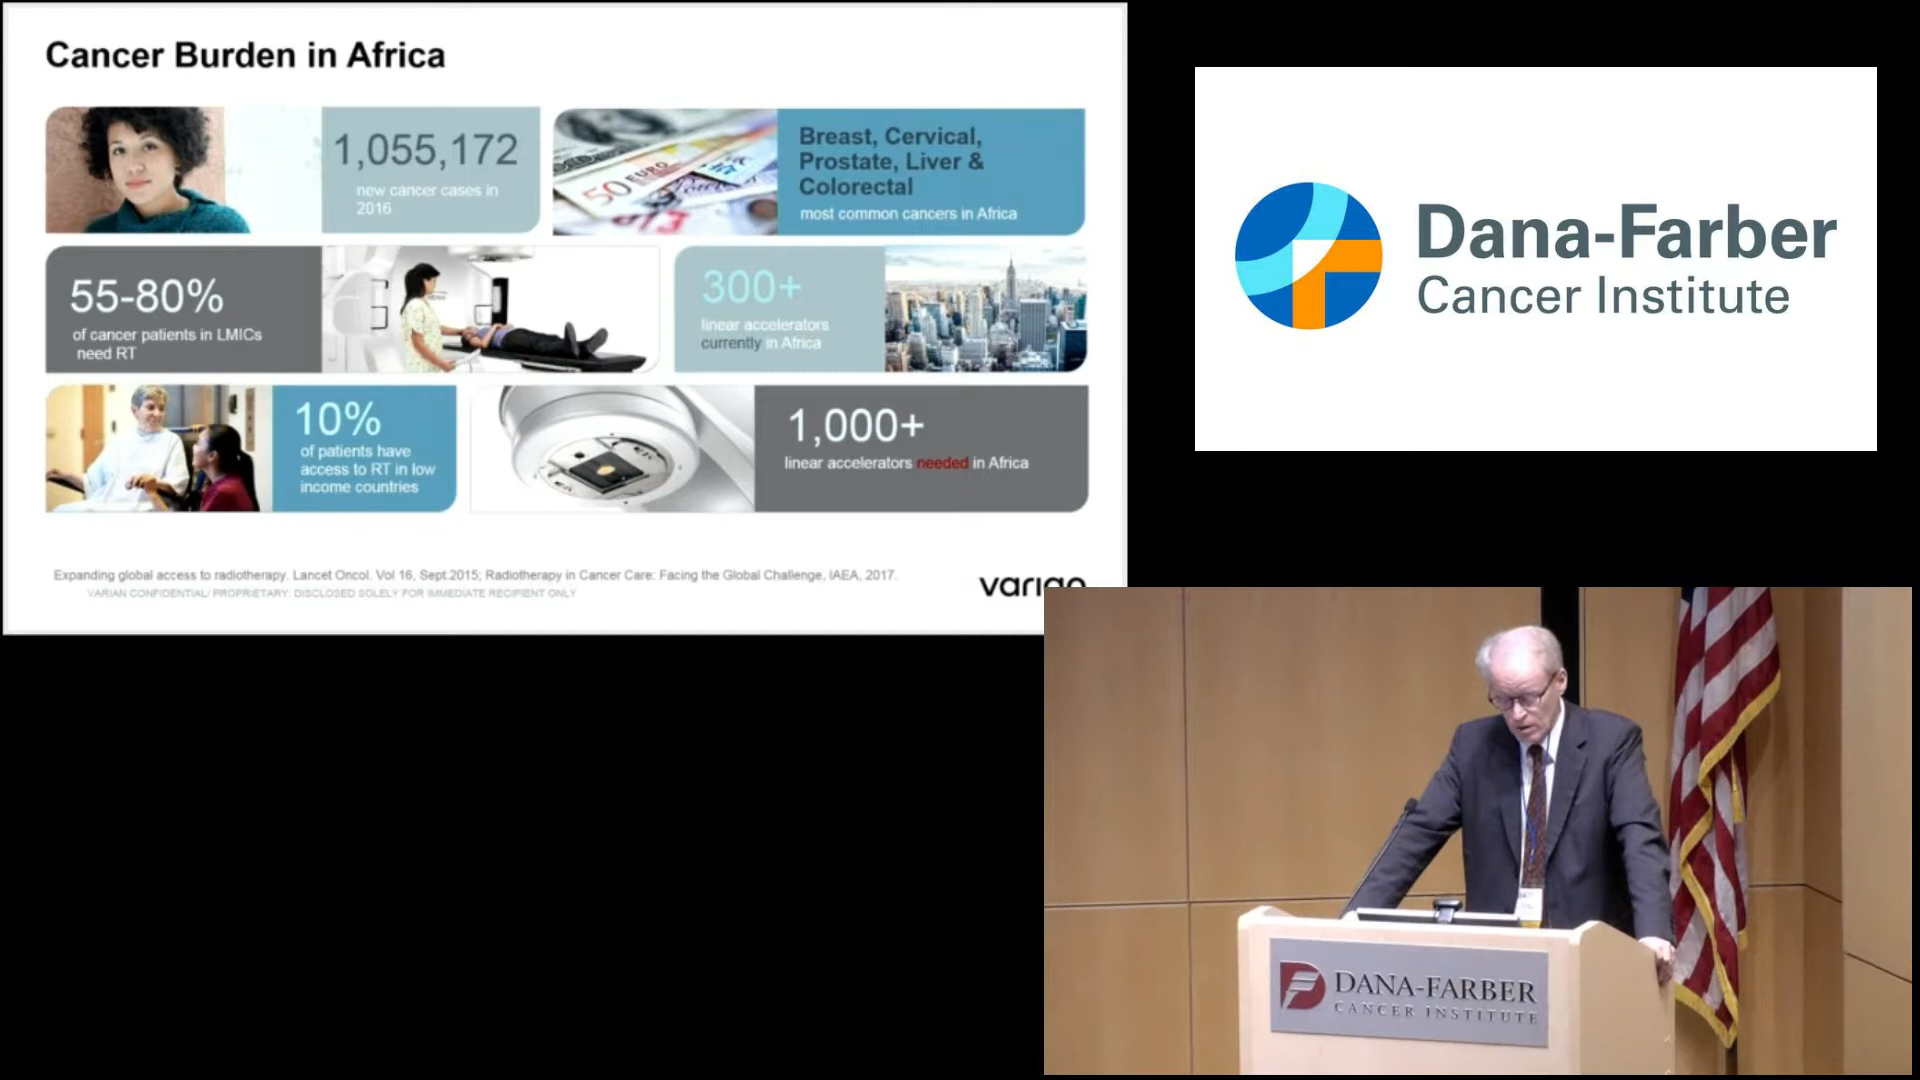 Cancer Burden in Africa
1,055,172
new cancer cases in
2016
50 EURO
Breast, Cervical,
Prostate, Liver &
Colorectal
most common cancers in Africa
55-80%
of cancer patients in LMICs
need RT
300+
linear accelerators
currently in Africa
10%
of patients have
access to RT in low
income countries
1,000+
linear accelerators needed in Africa
Expanding global access to radiotherapy. Lancet Oncol. Vol 16, Sept.2015; Radiotherapy in Cancer Care: Facing the Global Challenge, IAEA, 2017.
VARIAN CONFIDENTIAL/ PROPRIETARY: DISCLOSED SOLELY FOR IMMEDIATE RECIPIENT ONLY
varian
Dana-Farber
Cancer Institute
DANA-FARBER
CANCER INSTITUTE